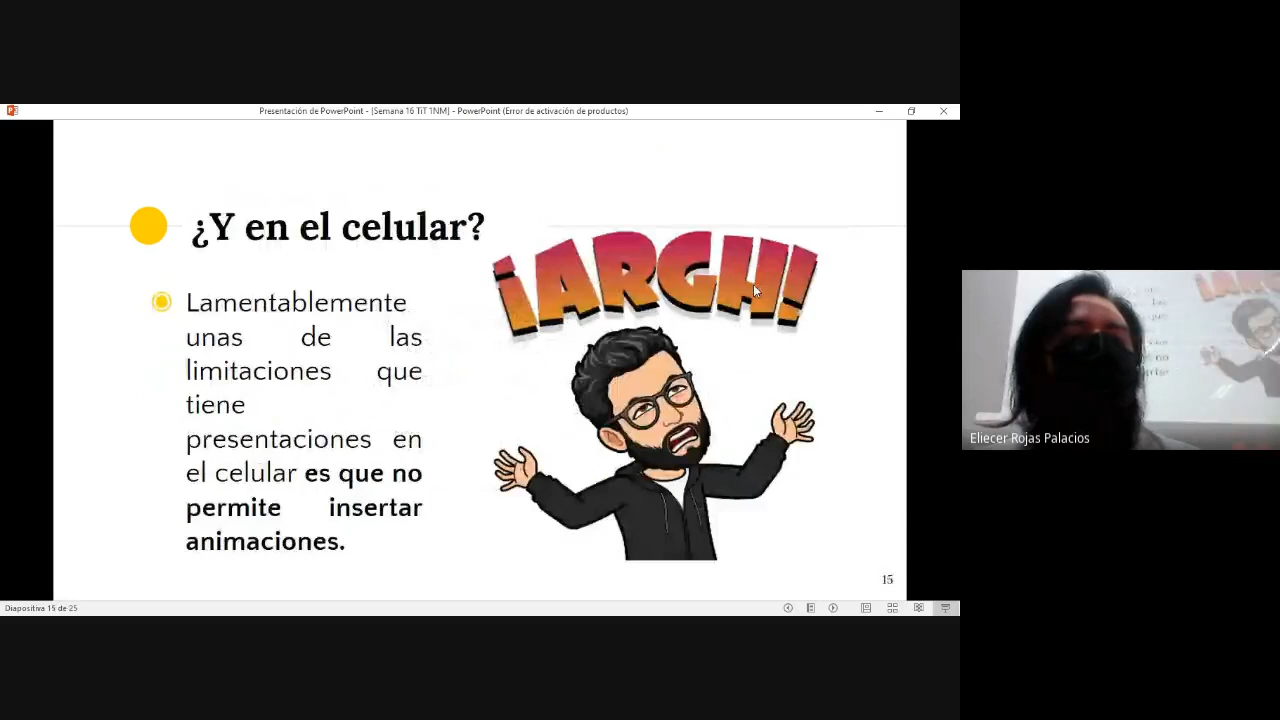 Presentación de PowerPoint - [Semana 16 TiT 1NM] - PowerPoint (Error de activación de productos)
¿Y en el celular?
¡ARGH!
Lamentablemente
unas de las
limitaciones que
tiene
presentaciones en
el celular es que no
permite insertar
animaciones.
15
Diapositiva 15 de 25
Eliecer Rojas Palacios